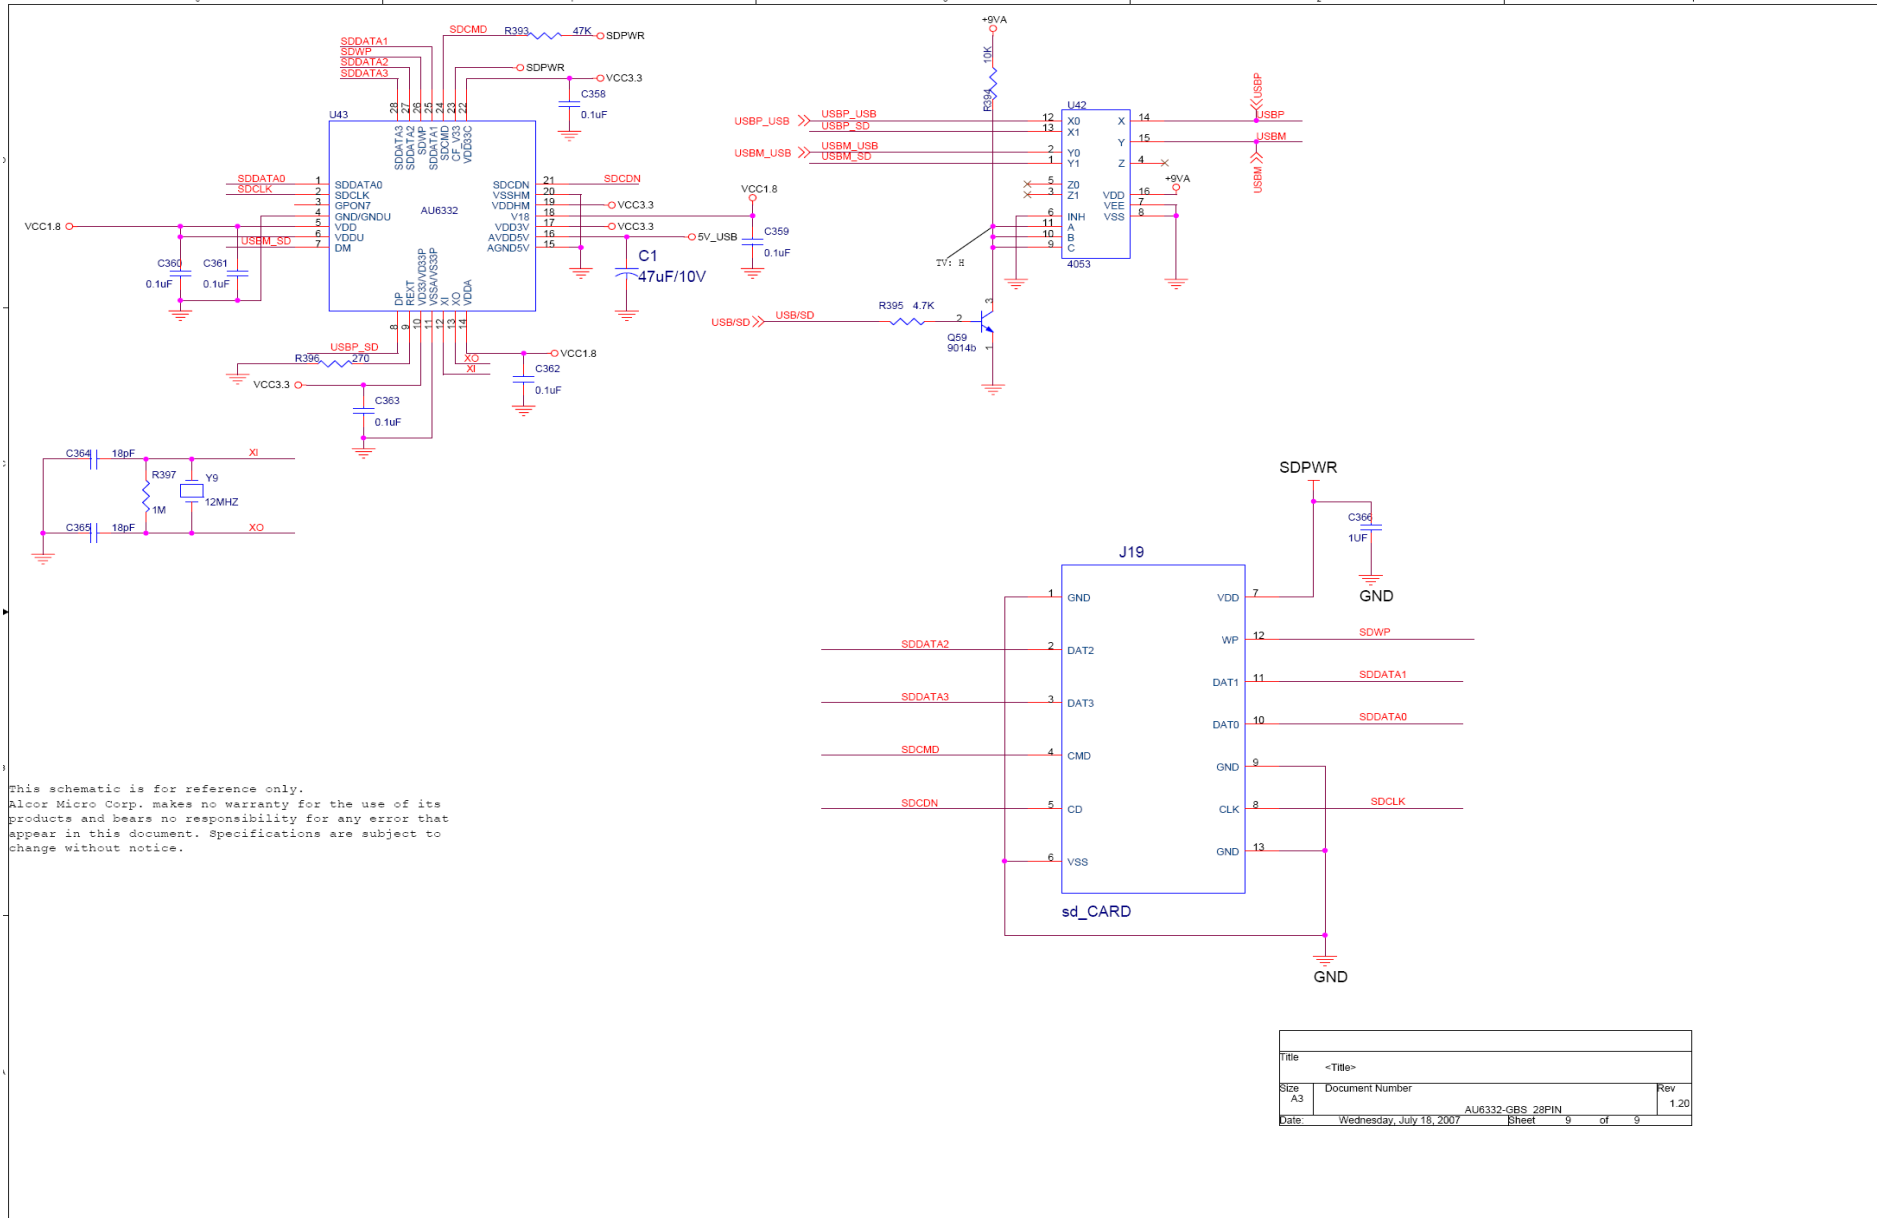 SDCMD R393 47K SDPWR
SDDATA1
SDWP
SDDATA2
SDDATA3
SDPWR
VCC3.3
C358
0.1uF
U43
28 27 26 25 24 23 22
SDDATA3
SDDATA2
SDWP
SDDATA1
SDCMD
CF_V33
VDD33C
SDDATA0 1 SDDATA0
SDCLK 2 SDCLK
3 GPON7
4 GND/GNDU
VCC1.8 5 VDD
6 VDDU
USBM_SD 7 DM
AU6332
SDCDN 21 SDCDN
VSSHM 20
VDDHM 19 VCC3.3
V18 18
VDD3V 17 VCC3.3
AVDD5V 16 5V_USB
AGND5V 15
VCC1.8
C359
0.1uF
C1
47uF/10V
C360
0.1uF
C361
0.1uF
DP
REXT
VD33/VD33P
VSSA/VS33P
XI
XO
VDDA
8 9 10 11 12 13 14
USBP_SD
R396 270
XO
XI
VCC1.8
C362
0.1uF
VCC3.3
C363
0.1uF
C364 18pF XI
R397
1M
Y9
12MHZ
C365 18pF XO
+9VA
10K
R394
U42
USBP_USB USBP_USB 12 X0
USBP_SD 13 X1
USBM_USB USBM_USB 2 Y0
USBM_SD 1 Y1
5 Z0
3 Z1
6 INH
11 A
10 B
9 C
X 14 USBP
Y 15 USBM
Z 4
VDD 16
VEE 7
VSS 8
USBP
USBM
+9VA
4053
TV: H
USB/SD USB/SD R395 4.7K
2
3
1
Q59
9014b
SDPWR
C366
1UF
GND
J19
1 GND
SDDATA2 2 DAT2
SDDATA3 3 DAT3
SDCMD 4 CMD
SDCDN 5 CD
6 VSS
VDD 7
WP 12 SDWP
DAT1 11 SDDATA1
DAT0 10 SDDATA0
GND 9
CLK 8 SDCLK
GND 13
sd_CARD
GND
This schematic is for reference only.
Alcor Micro Corp. makes no warranty for the use of its
products and bears no responsibility for any error that
appear in this document. Specifications are subject to
change without notice.
Title
<Title>
Size Document Number Rev
A3 AU6332-GBS_28PIN 1.20
Date: Wednesday, July 18, 2007 Sheet 9 of 9